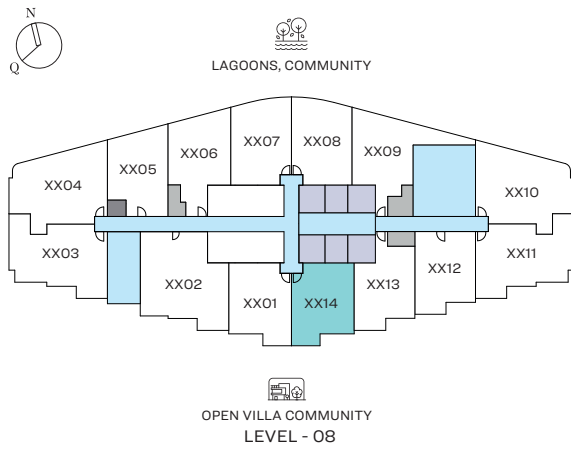 N
Q
LAGOONS, COMMUNITY
XX07 XX08
XX06 XX09
XX05
XX04 XX10
XX03 XX11
XX12
XX02 XX13
XX01 XX14
OPEN VILLA COMMUNITY
LEVEL - 08